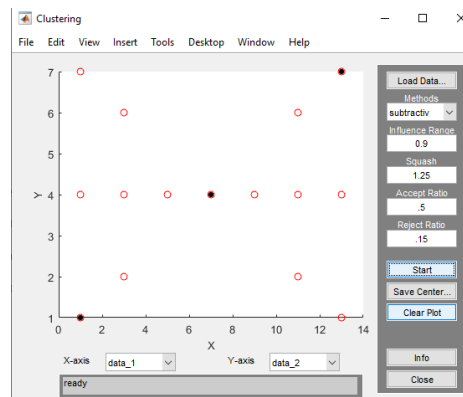 Clustering
File Edit View Insert Tools Desktop Window Help
7
6
5
4
3
2
1
Y
0 2 4 6 8 10 12 14
X
X-axis data_1 Y-axis data_2
ready
Load Data...
Methods
subtractiv
Influence Range
0.9
Squash
1.25
Accept Ratio
.5
Reject Ratio
.15
Start
Save Center...
Clear Plot
Info
Close